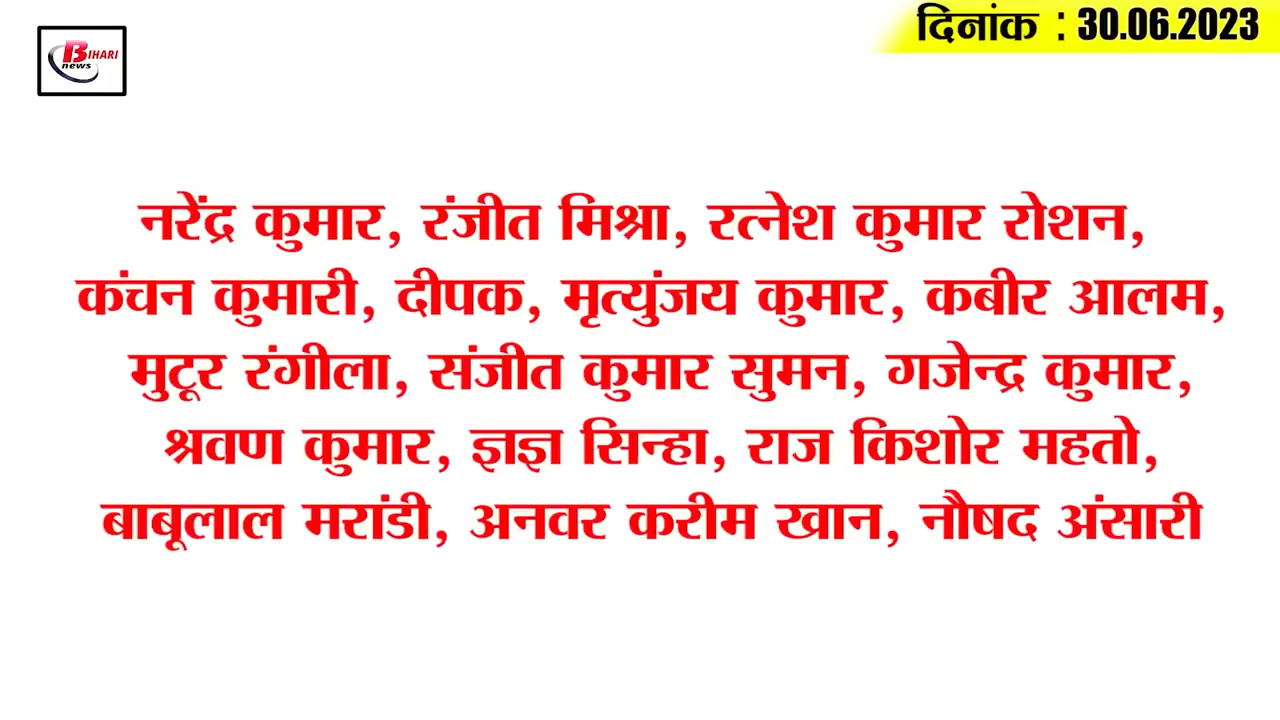 BIHARI
news
दिनांक : 30.06.2023
नरेंद्र कुमार, रंजीत मिश्रा, रत्नेश कुमार रोशन,
कंचन कुमारी, दीपक, मृत्युंजय कुमार, कबीर आलम,
मुटूर रंगीला, संजीत कुमार सुमन, गजेन्द्र कुमार,
श्रवण कुमार, ज्ञज्ञ सिन्हा, राज किशोर महतो,
बाबूलाल मरांडी, अनवर करीम खान, नौषद अंसारी